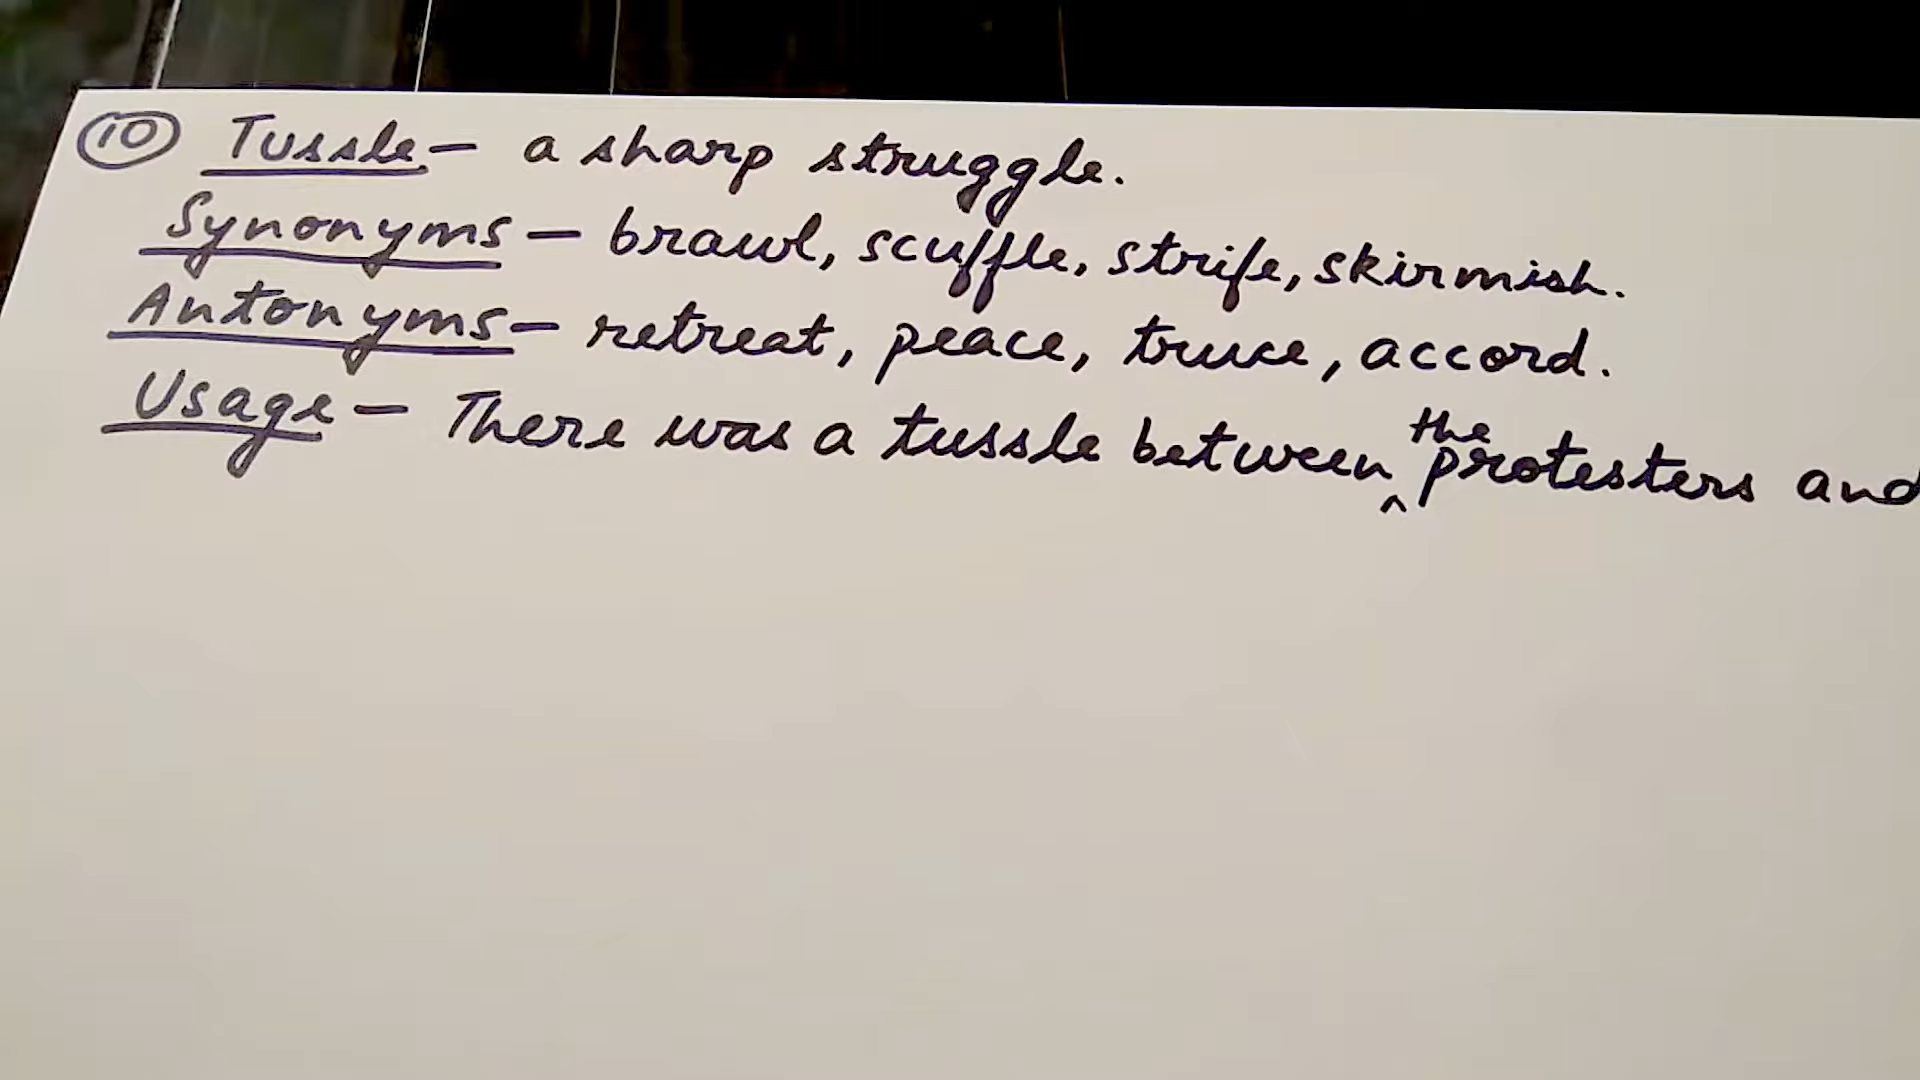 10 Tussle - a sharp struggle.
Synonyms - brawl, scuffle, strife, skirmish.
Antonyms - retreat, peace, truce, accord.
Usage - There was a tussle between the protesters and